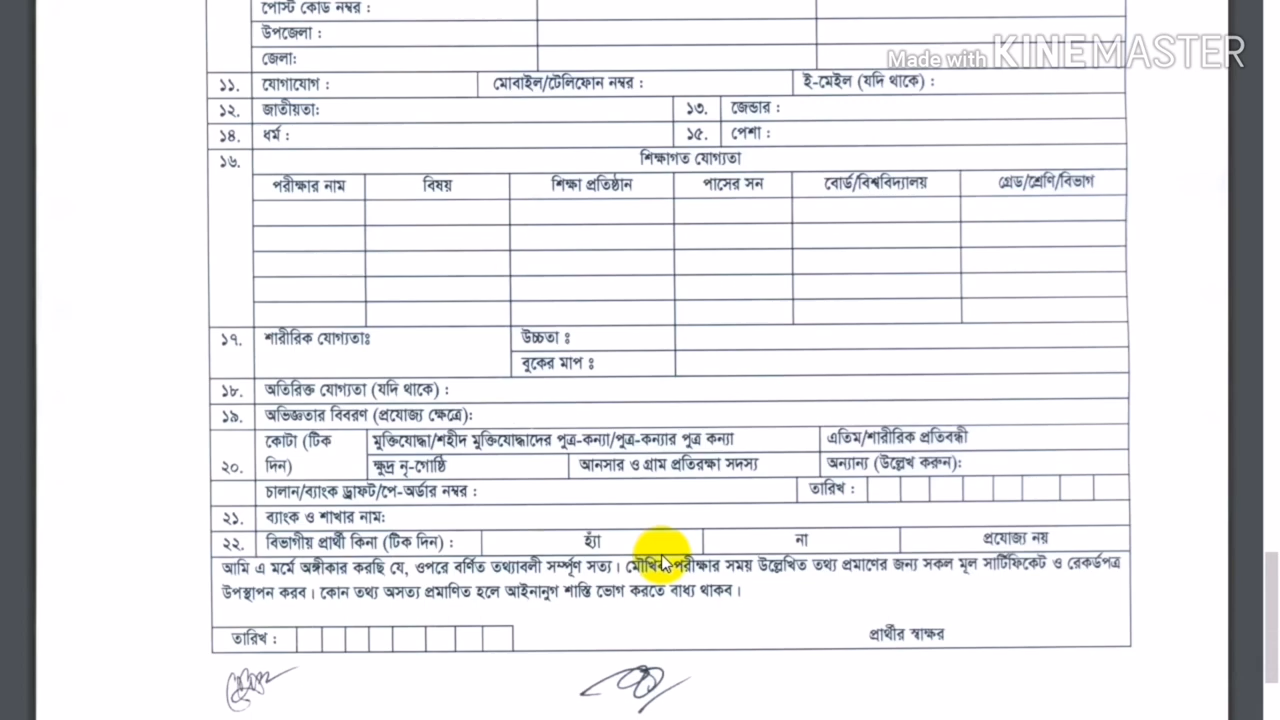 পোস্ট কোড নম্বর :
উপজেলা :
জেলা:
Made with KINEMASTER
১১. যোগাযোগ : মোবাইল/টেলিফোন নম্বর : ই-মেইল (যদি থাকে) :
১২. জাতীয়তা: ১৩. জেন্ডার :
১৪. ধর্ম : ১৫. পেশা :
১৬. শিক্ষাগত যোগ্যতা
পরীক্ষার নাম বিষয় শিক্ষা প্রতিষ্ঠান পাসের সন বোর্ড/বিশ্ববিদ্যালয় গ্রেড/শ্রেণি/বিভাগ
১৭. শারীরিক যোগ্যতাঃ উচ্চতা ঃ
বুকের মাপ ঃ
১৮. অতিরিক্ত যোগ্যতা (যদি থাকে) :
১৯. অভিজ্ঞতার বিবরণ (প্রযোজ্য ক্ষেত্রে):
কোটা (টিক মুক্তিযোদ্ধা/শহীদ মুক্তিযোদ্ধাদের পুত্র-কন্যা/পুত্র-কন্যার পুত্র কন্যা এতিম/শারীরিক প্রতিবন্ধী
২০. দিন) ক্ষুদ্র নৃ-গোষ্ঠি আনসার ও গ্রাম প্রতিরক্ষা সদস্য অন্যান্য (উল্লেখ করুন):
চালান/ব্যাংক ড্রাফট/পে-অর্ডার নম্বর : তারিখ :
২১. ব্যাংক ও শাখার নাম:
২২. বিভাগীয় প্রার্থী কিনা (টিক দিন) : হ্যাঁ না প্রযোজ্য নয়
আমি এ মর্মে অঙ্গীকার করছি যে, ওপরে বর্ণিত তথ্যাবলী সম্পূর্ণ সত্য। মৌখিক পরীক্ষার সময় উল্লেখিত তথ্য প্রমাণের জন্য সকল মূল সার্টিফিকেট ও রেকর্ডপত্র
উপস্থাপন করব। কোন তথ্য অসত্য প্রমাণিত হলে আইনানুগ শাস্তি ভোগ করতে বাধ্য থাকব।
তারিখ : প্রার্থীর স্বাক্ষর